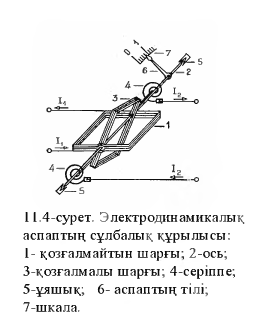 0 1
7
6
2
5
4
3
I₁
I₂
1
I₁
4
I₂
5
11.4-сурет. Электродинамикалық
аспаптың сұлбалық құрылысы:
1- қозғалмайтын шарғы; 2-ось;
3-қозғалмалы шарғы; 4-серіппе;
5-ұяшық; 6- аспаптың тілі;
7-шкала.